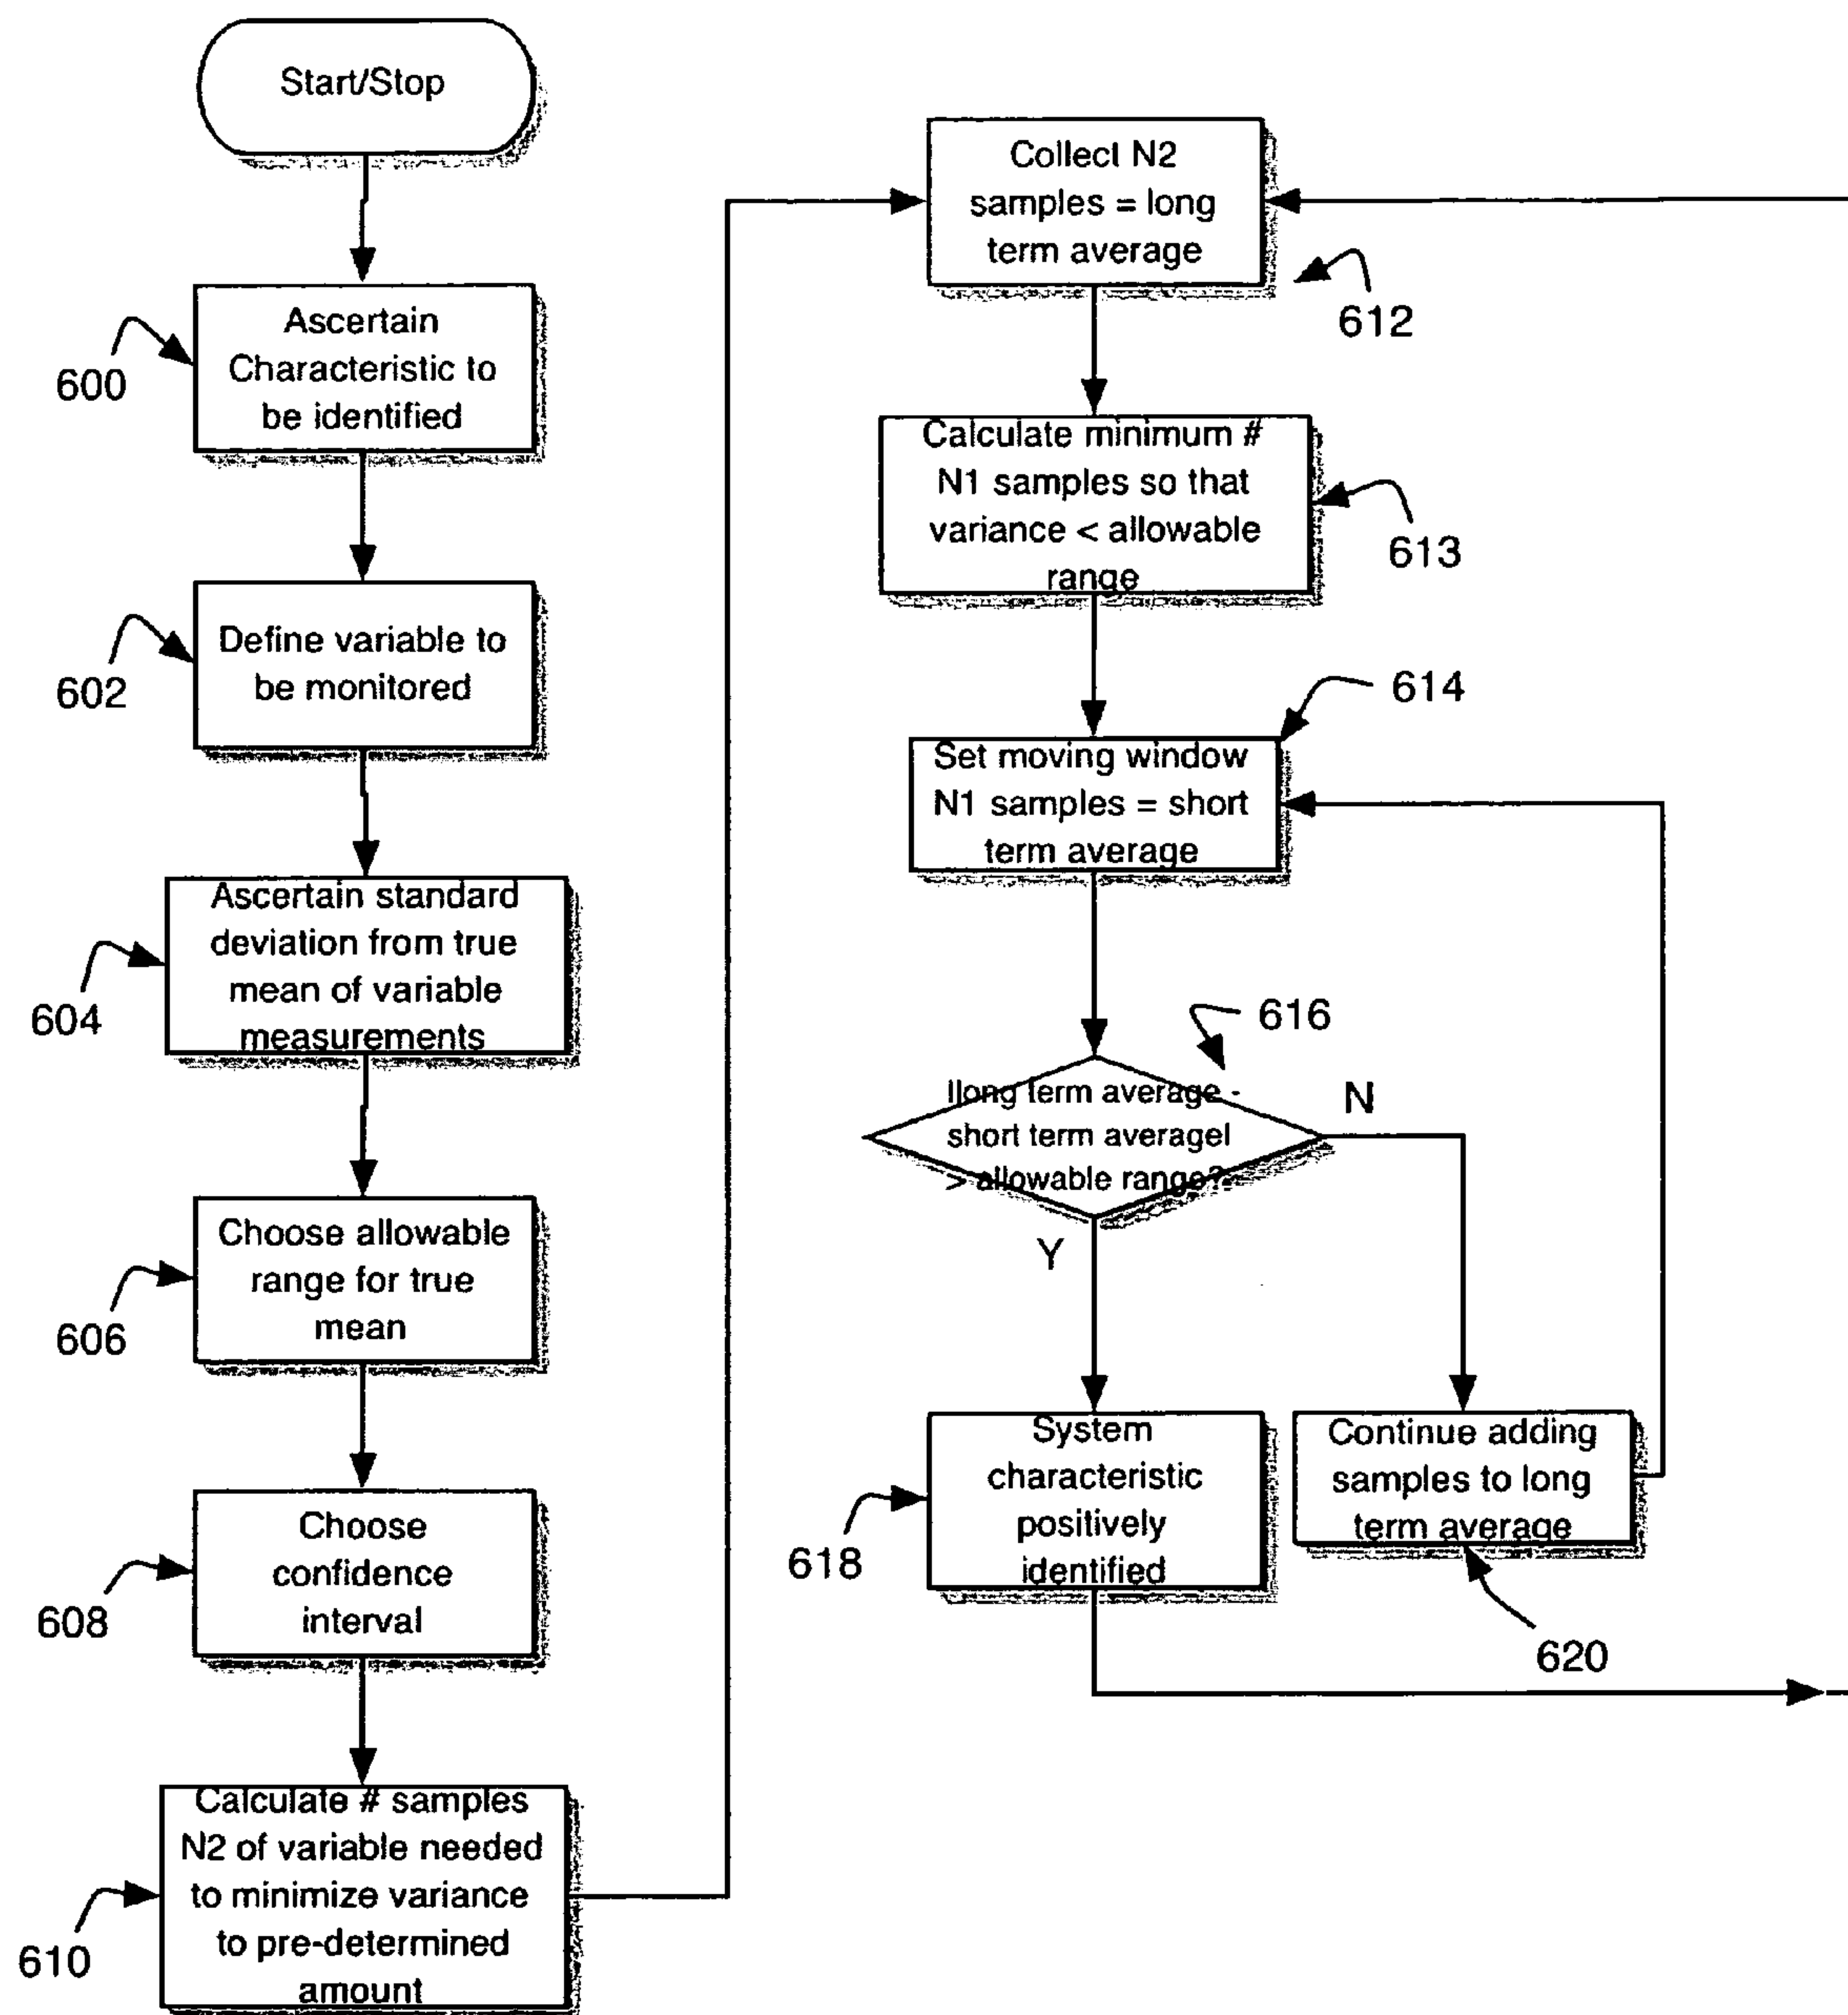 Start/Stop
600
Ascertain
Characteristic to
be identified
602
Define variable to
be monitored
604
Ascertain standard
deviation from true
mean of variable
measurements
606
Choose allowable
range for true
mean
608
Choose
confidence
interval
610
Calculate # samples
N2 of variable needed
to minimize variance
to pre-determined
amount
Collect N2
samples = long
term average
612
Calculate minimum #
N1 samples so that
variance < allowable
range
613
614
Set moving window
N1 samples = short
term average
616
|long term average -
short term average|
> allowable range?
N
Y
618
System
characteristic
positively
identified
Continue adding
samples to long
term average
620